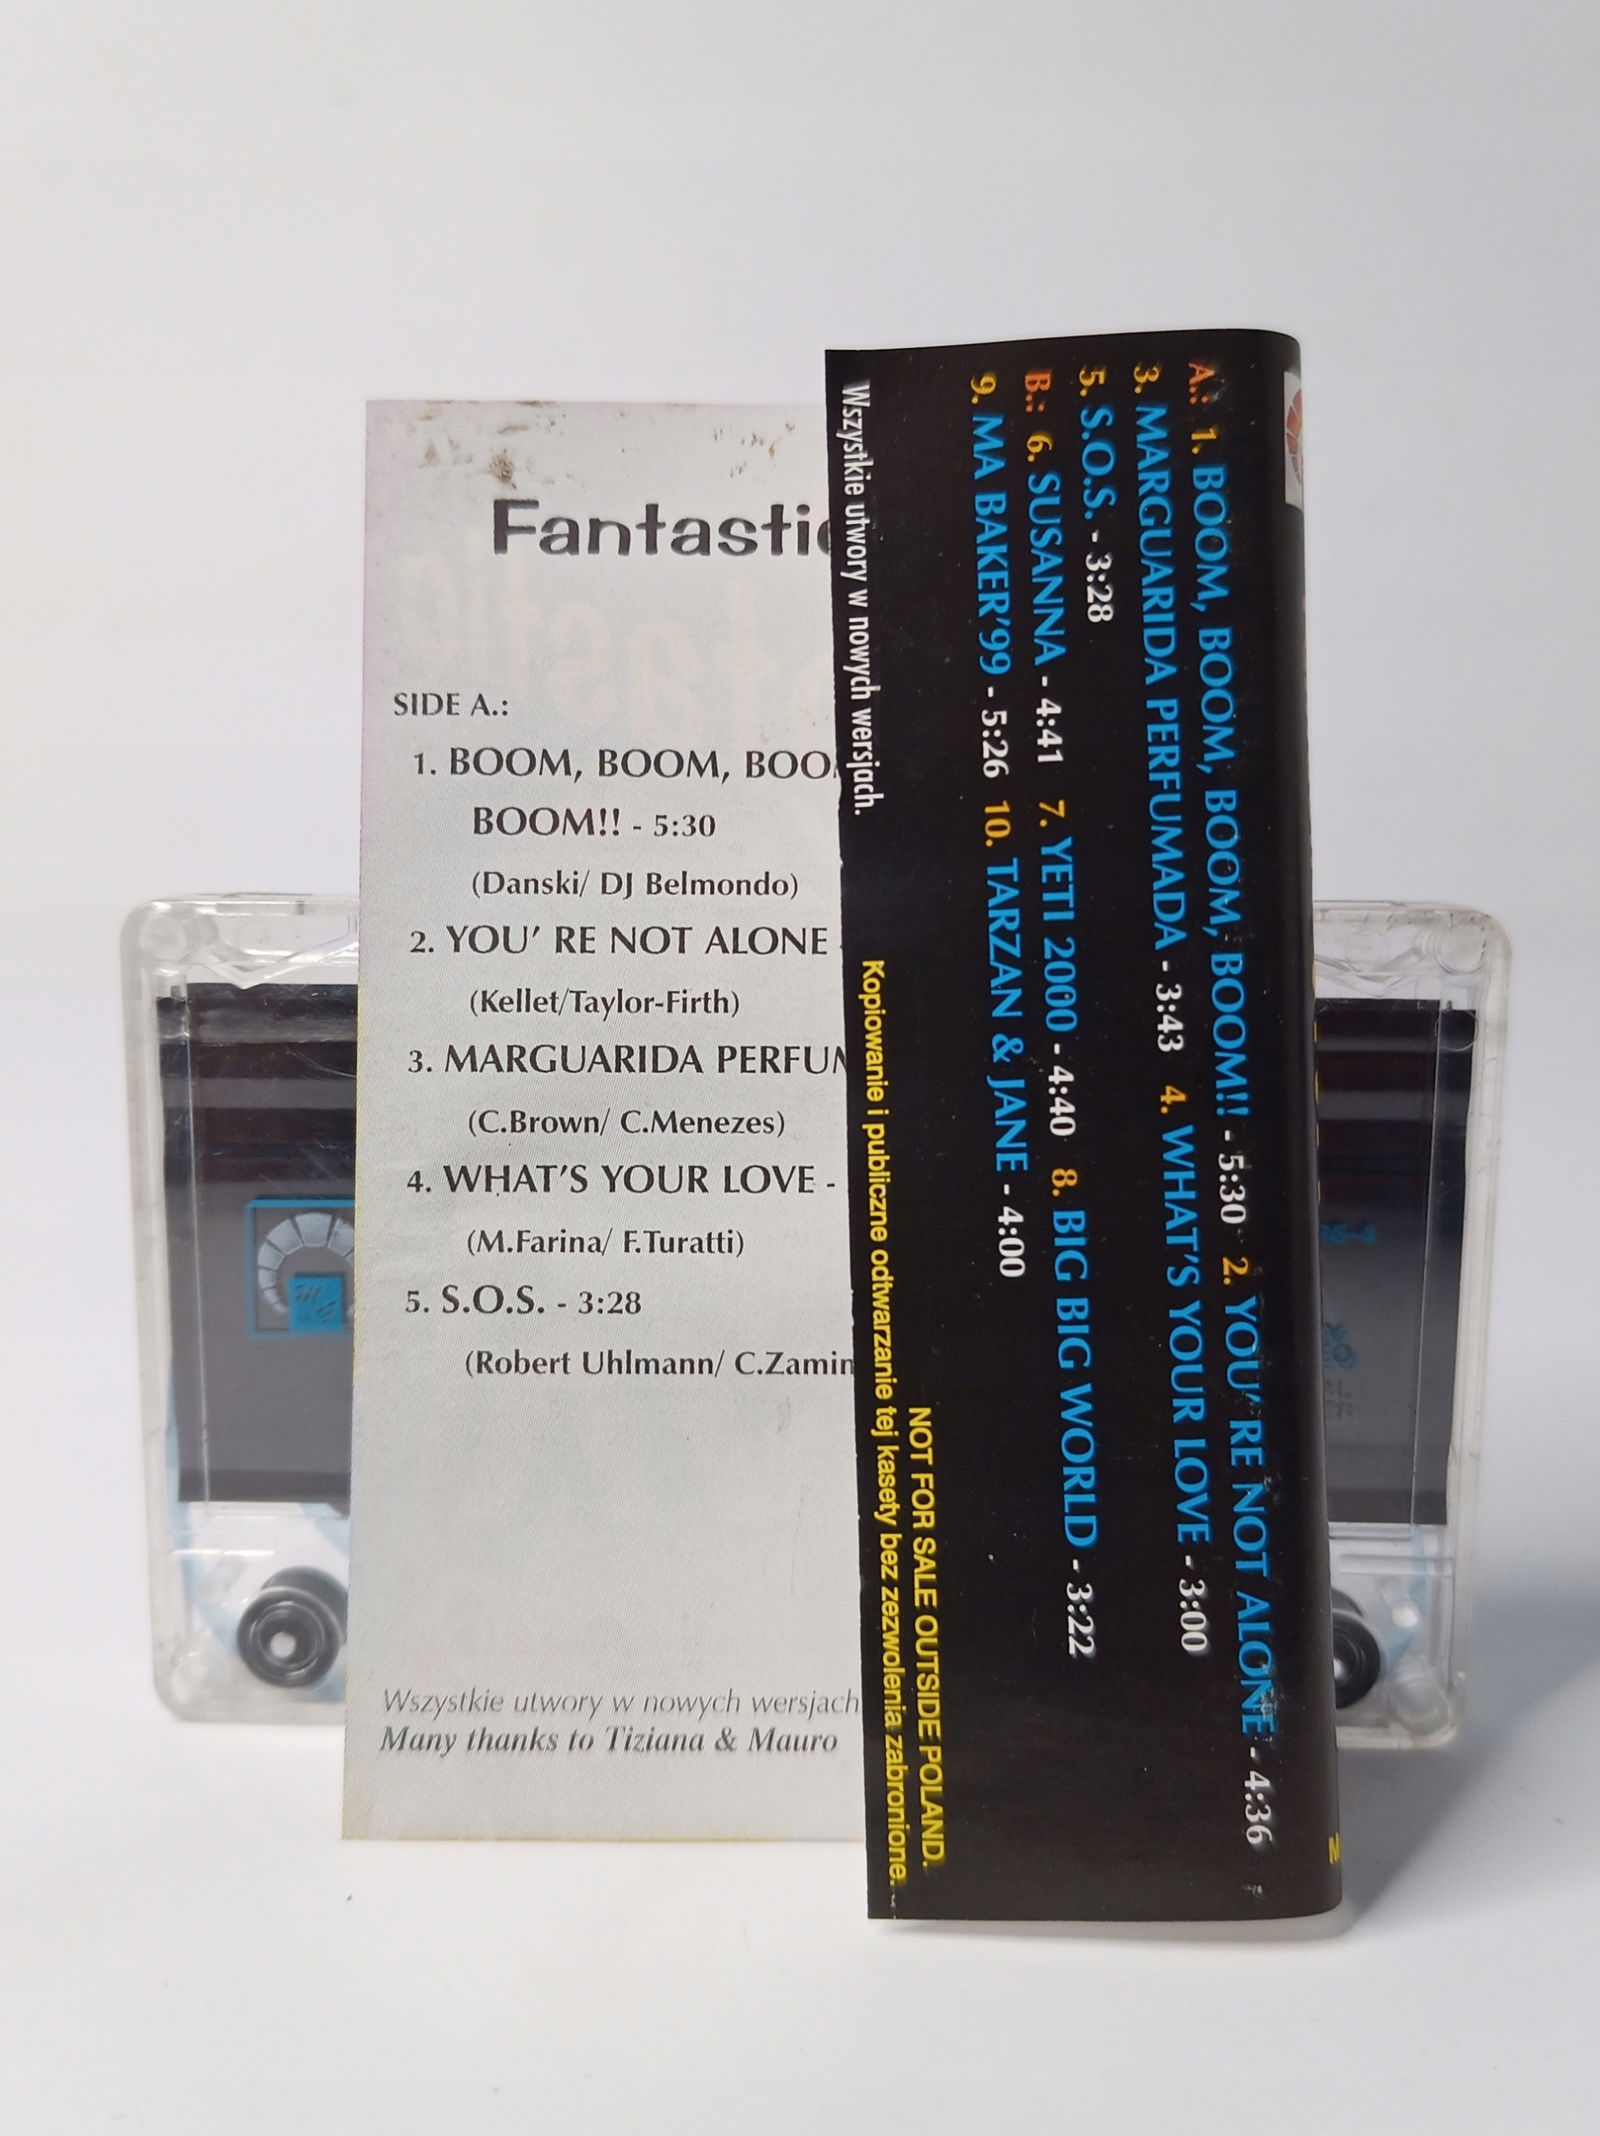 Fantastic
SIDE A.:
1. BOOM, BOOM, BOO
BOOM!! - 5:30
(Danski/ DJ Belmondo)
2. YOU' RE NOT ALONE
(Kellet/Taylor-Firth)
3. MARGUARIDA PERFUM
(C.Brown/ C.Menezes)
4. WHAT'S YOUR LOVE -
(M.Farina/ F.Turatti)
5. S.O.S. - 3:28
(Robert Uhlmann/ C.Zamin
Wszystkie utwory w nowych wersjach
Many thanks to Tiziana & Mauro
A.: 1. BOOM, BOOM, BOOM, BOOM!! - 5:30 2. YOU' RE NOT ALONE - 4:36
3. MARGUARIDA PERFUMADA - 3:43 4. WHAT'S YOUR LOVE - 3:00
5. S.O.S. - 3:28
B.: 6. SUSANNA - 4:41 7. YETI 2000 - 4:40 8. BIG BIG WORLD - 3:22
9. MA BAKER'99 - 5:26 10. TARZAN & JANE - 4:00
NOT FOR SALE OUTSIDE POLAND.
Wszystkie utwory w nowych wersjach. Kopiowanie i publiczne odtwarzanie tej kasety bez zezwolenia zabronione.